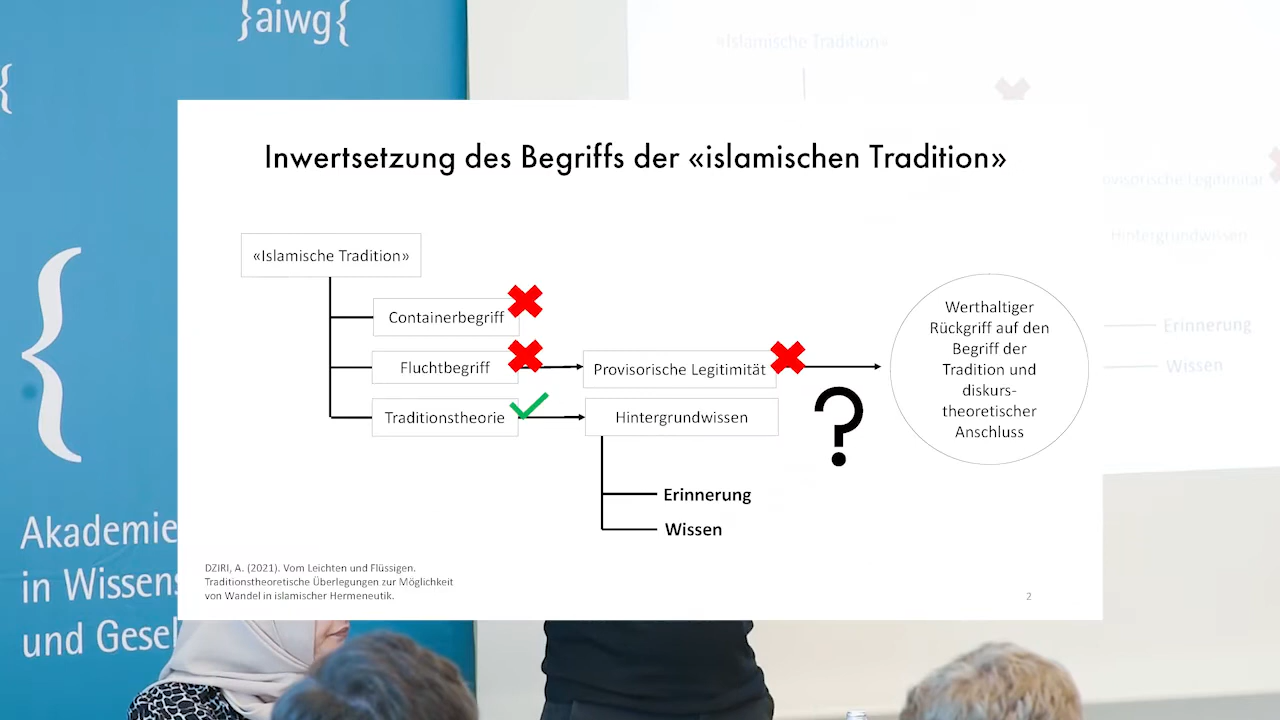 }aiwg{
«Islamische Tradition»
Inwertsetzung des Begriffs der «islamischen Tradition»
«Islamische Tradition»
Containerbegriff
Fluchtbegriff
Provisorische Legitimität
Traditionstheorie
Hintergrundwissen
?
Erinnerung
Wissen
Werthaltiger
Rückgriff auf den
Begriff der
Tradition und
diskurs-
theoretischer
Anschluss
Hintergrundwissen
Erinnerung
Wissen
DZIRI, A. (2021). Vom Leichten und Flüssigen.
Traditionstheoretische Überlegungen zur Möglichkeit
von Wandel in islamischer Hermeneutik.
2
Akademie
in Wissens
und Gesel